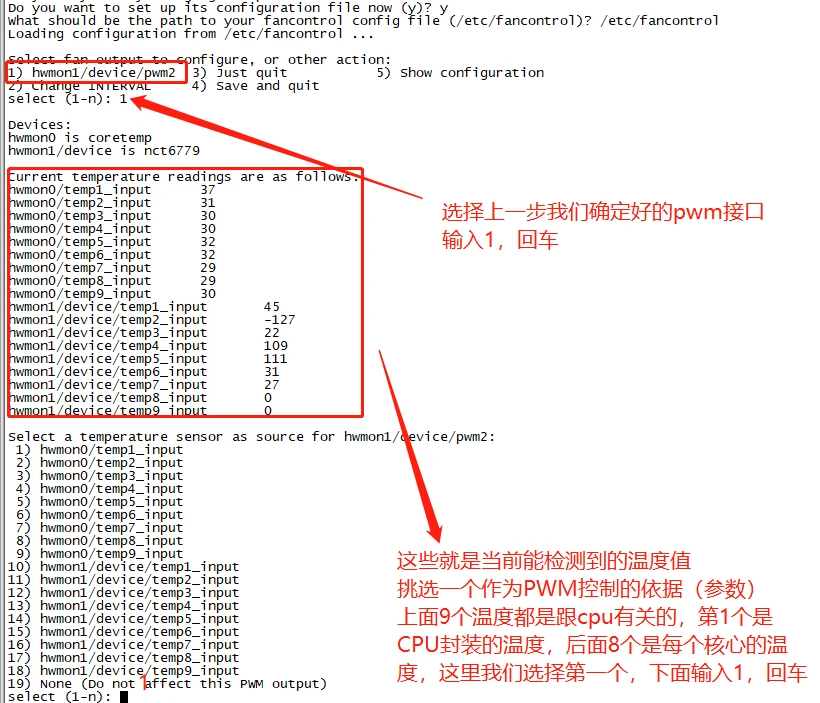 Do you want to set up its configuration file now (y)? y
What should be the path to your fancontrol config file (/etc/fancontrol)? /etc/fancontrol
Loading configuration from /etc/fancontrol ...
Select fan output to configure, or other action:
1) hwmon1/device/pwm2  3) Just quit             5) Show configuration
2) Change INTERVAL     4) Save and quit
select (1-n): 1
Devices:
hwmon0 is coretemp
hwmon1/device is nct6779
Current temperature readings are as follows:
hwmon0/temp1_input      37
hwmon0/temp2_input      31
hwmon0/temp3_input      30
hwmon0/temp4_input      30
hwmon0/temp5_input      32
hwmon0/temp6_input      32
hwmon0/temp7_input      29
hwmon0/temp8_input      29
hwmon0/temp9_input      30
hwmon1/device/temp1_input       45
hwmon1/device/temp2_input       -127
hwmon1/device/temp3_input       22
hwmon1/device/temp4_input       109
hwmon1/device/temp5_input       111
hwmon1/device/temp6_input       31
hwmon1/device/temp7_input       27
hwmon1/device/temp8_input       0
hwmon1/device/temp9_input       0
选择上一步我们确定好的pwm接口
输入1，回车
Select a temperature sensor as source for hwmon1/device/pwm2:
1) hwmon0/temp1_input
2) hwmon0/temp2_input
3) hwmon0/temp3_input
4) hwmon0/temp4_input
5) hwmon0/temp5_input
6) hwmon0/temp6_input
7) hwmon0/temp7_input
8) hwmon0/temp8_input
9) hwmon0/temp9_input
10) hwmon1/device/temp1_input
11) hwmon1/device/temp2_input
12) hwmon1/device/temp3_input
13) hwmon1/device/temp4_input
14) hwmon1/device/temp5_input
15) hwmon1/device/temp6_input
16) hwmon1/device/temp7_input
17) hwmon1/device/temp8_input
18) hwmon1/device/temp9_input
19) None (Do not affect this PWM output)
1
select (1-n):
这些就是当前能检测到的温度值
挑选一个作为PWM控制的依据（参数）
上面9个温度都是跟cpu有关的，第1个是
CPU封装的温度，后面8个是每个核心的温
度，这里我们选择第一个，下面输入1，回车